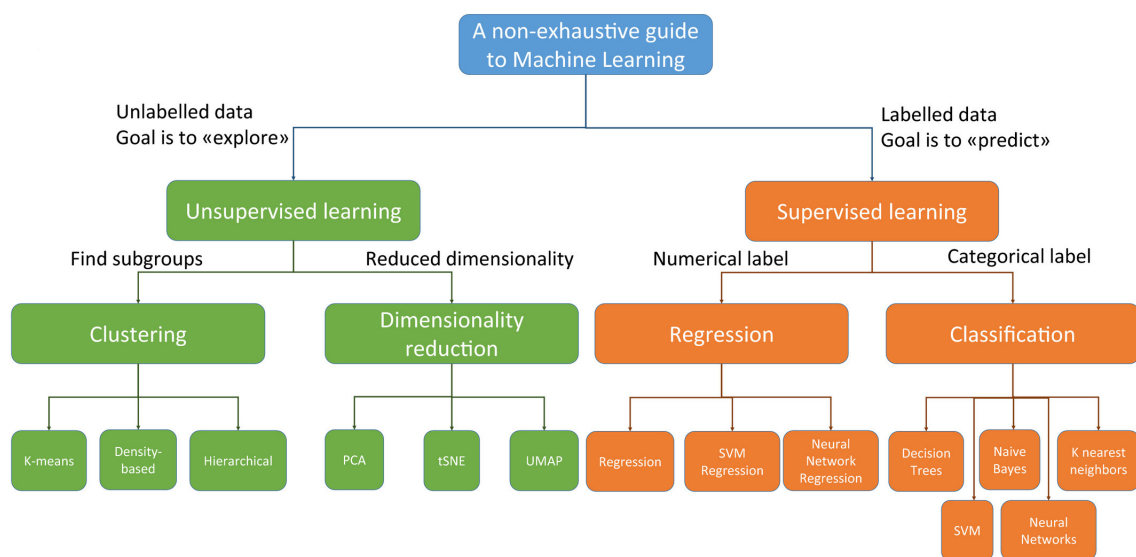 A non-exhaustive guide
to Machine Learning
Unlabelled data
Goal is to «explore»
Labelled data
Goal is to «predict»
Unsupervised learning
Supervised learning
Find subgroups
Reduced dimensionality
Numerical label
Categorical label
Clustering
Dimensionality
reduction
Regression
Classification
K-means
Density-
based
Hierarchical
PCA
tSNE
UMAP
Regression
SVM
Regression
Neural
Network
Regression
Decision
Trees
Naive
Bayes
K nearest
neighbors
SVM
Neural
Networks